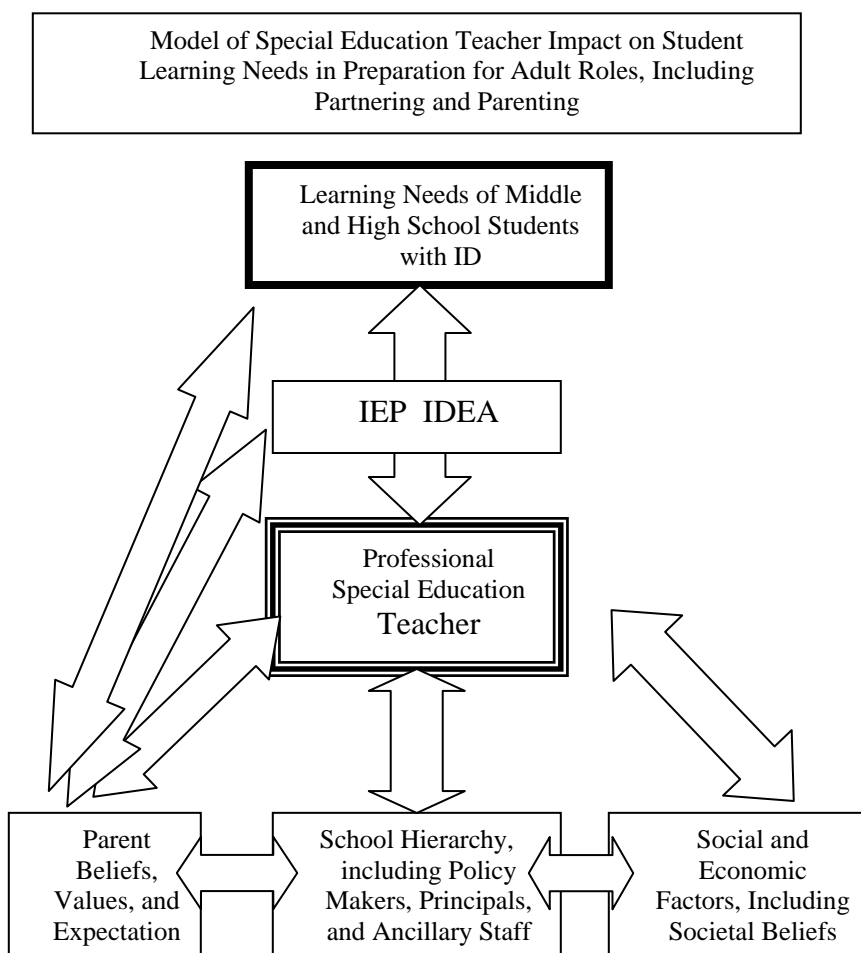 Model of Special Education Teacher Impact on Student
Learning Needs in Preparation for Adult Roles, Including
Partnering and Parenting
Learning Needs of Middle
and High School Students
with ID
IEP IDEA
Professional
Special Education
Teacher
Parent
Beliefs,
Values, and
Expectation
School Hierarchy,
including Policy
Makers, Principals,
and Ancillary Staff
Social and
Economic
Factors, Including
Societal Beliefs